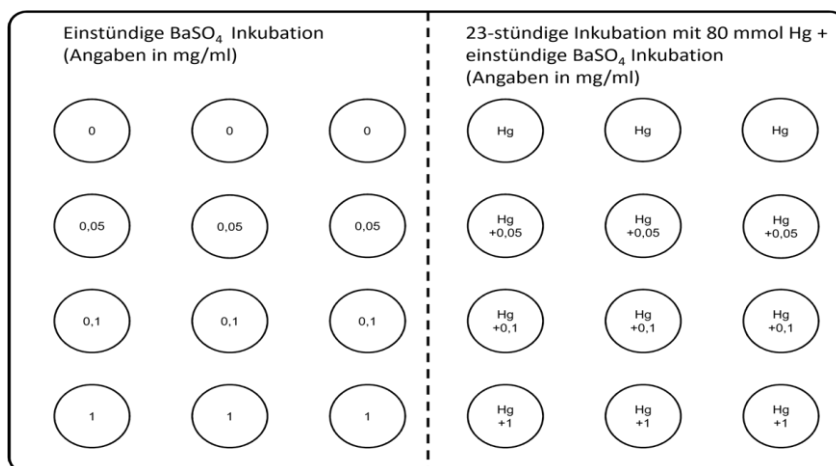 Einstündige BaSO₄ Inkubation
(Angaben in mg/ml)
23-stündige Inkubation mit 80 mmol Hg +
einstündige BaSO₄ Inkubation
(Angaben in mg/ml)
0 0 0 Hg Hg Hg
0,05 0,05 0,05 Hg +0,05 Hg +0,05 Hg +0,05
0,1 0,1 0,1 Hg +0,1 Hg +0,1 Hg +0,1
1 1 1 Hg +1 Hg +1 Hg +1